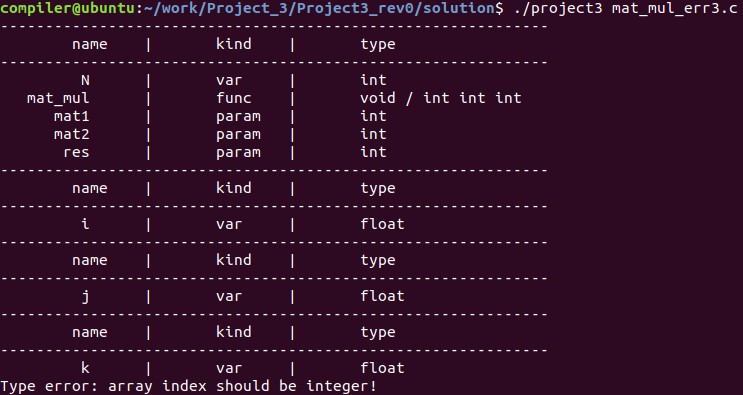 compiler@ubuntu:~/work/Project_3/Project3_rev0/solution$ ./project3 mat_mul_err3.c
-------------------------------------------------------------
        name    |       kind    |       type
-------------------------------------------------------------
         N      |       var     |       int
   mat_mul      |       func    |       void / int int int
      mat1      |       param   |       int
      mat2      |       param   |       int
       res      |       param   |       int
-------------------------------------------------------------
        name    |       kind    |       type
-------------------------------------------------------------
         i      |       var     |       float
-------------------------------------------------------------
        name    |       kind    |       type
-------------------------------------------------------------
         j      |       var     |       float
-------------------------------------------------------------
        name    |       kind    |       type
-------------------------------------------------------------
         k      |       var     |       float
Type error: array index should be integer!